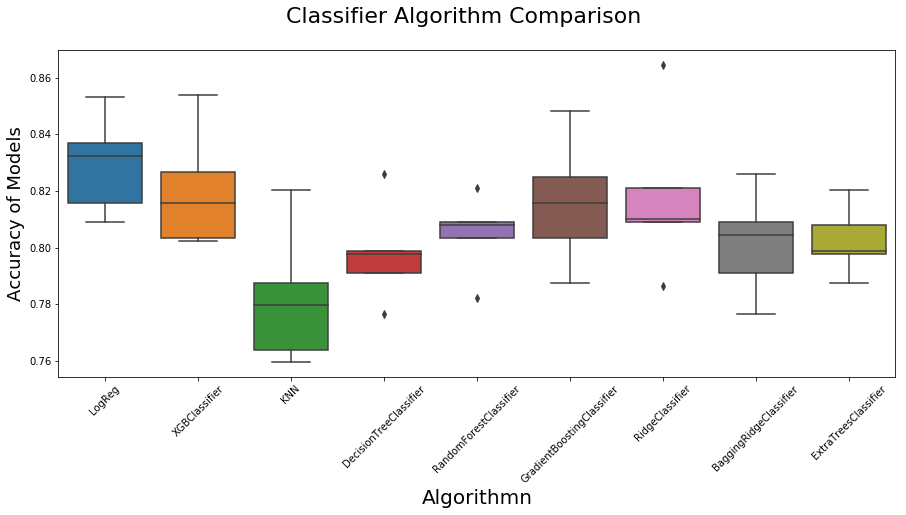 Classifier Algorithm Comparison
Accuracy of Models
0.86
0.84
0.82
0.80
0.78
0.76
LogReg
XGBClassifier
KNN
DecisionTreeClassifier
RandomForestClassifier
GradientBoostingClassifier
RidgeClassifier
BaggingRidgeClassifier
ExtraTreesClassifier
Algorithmn